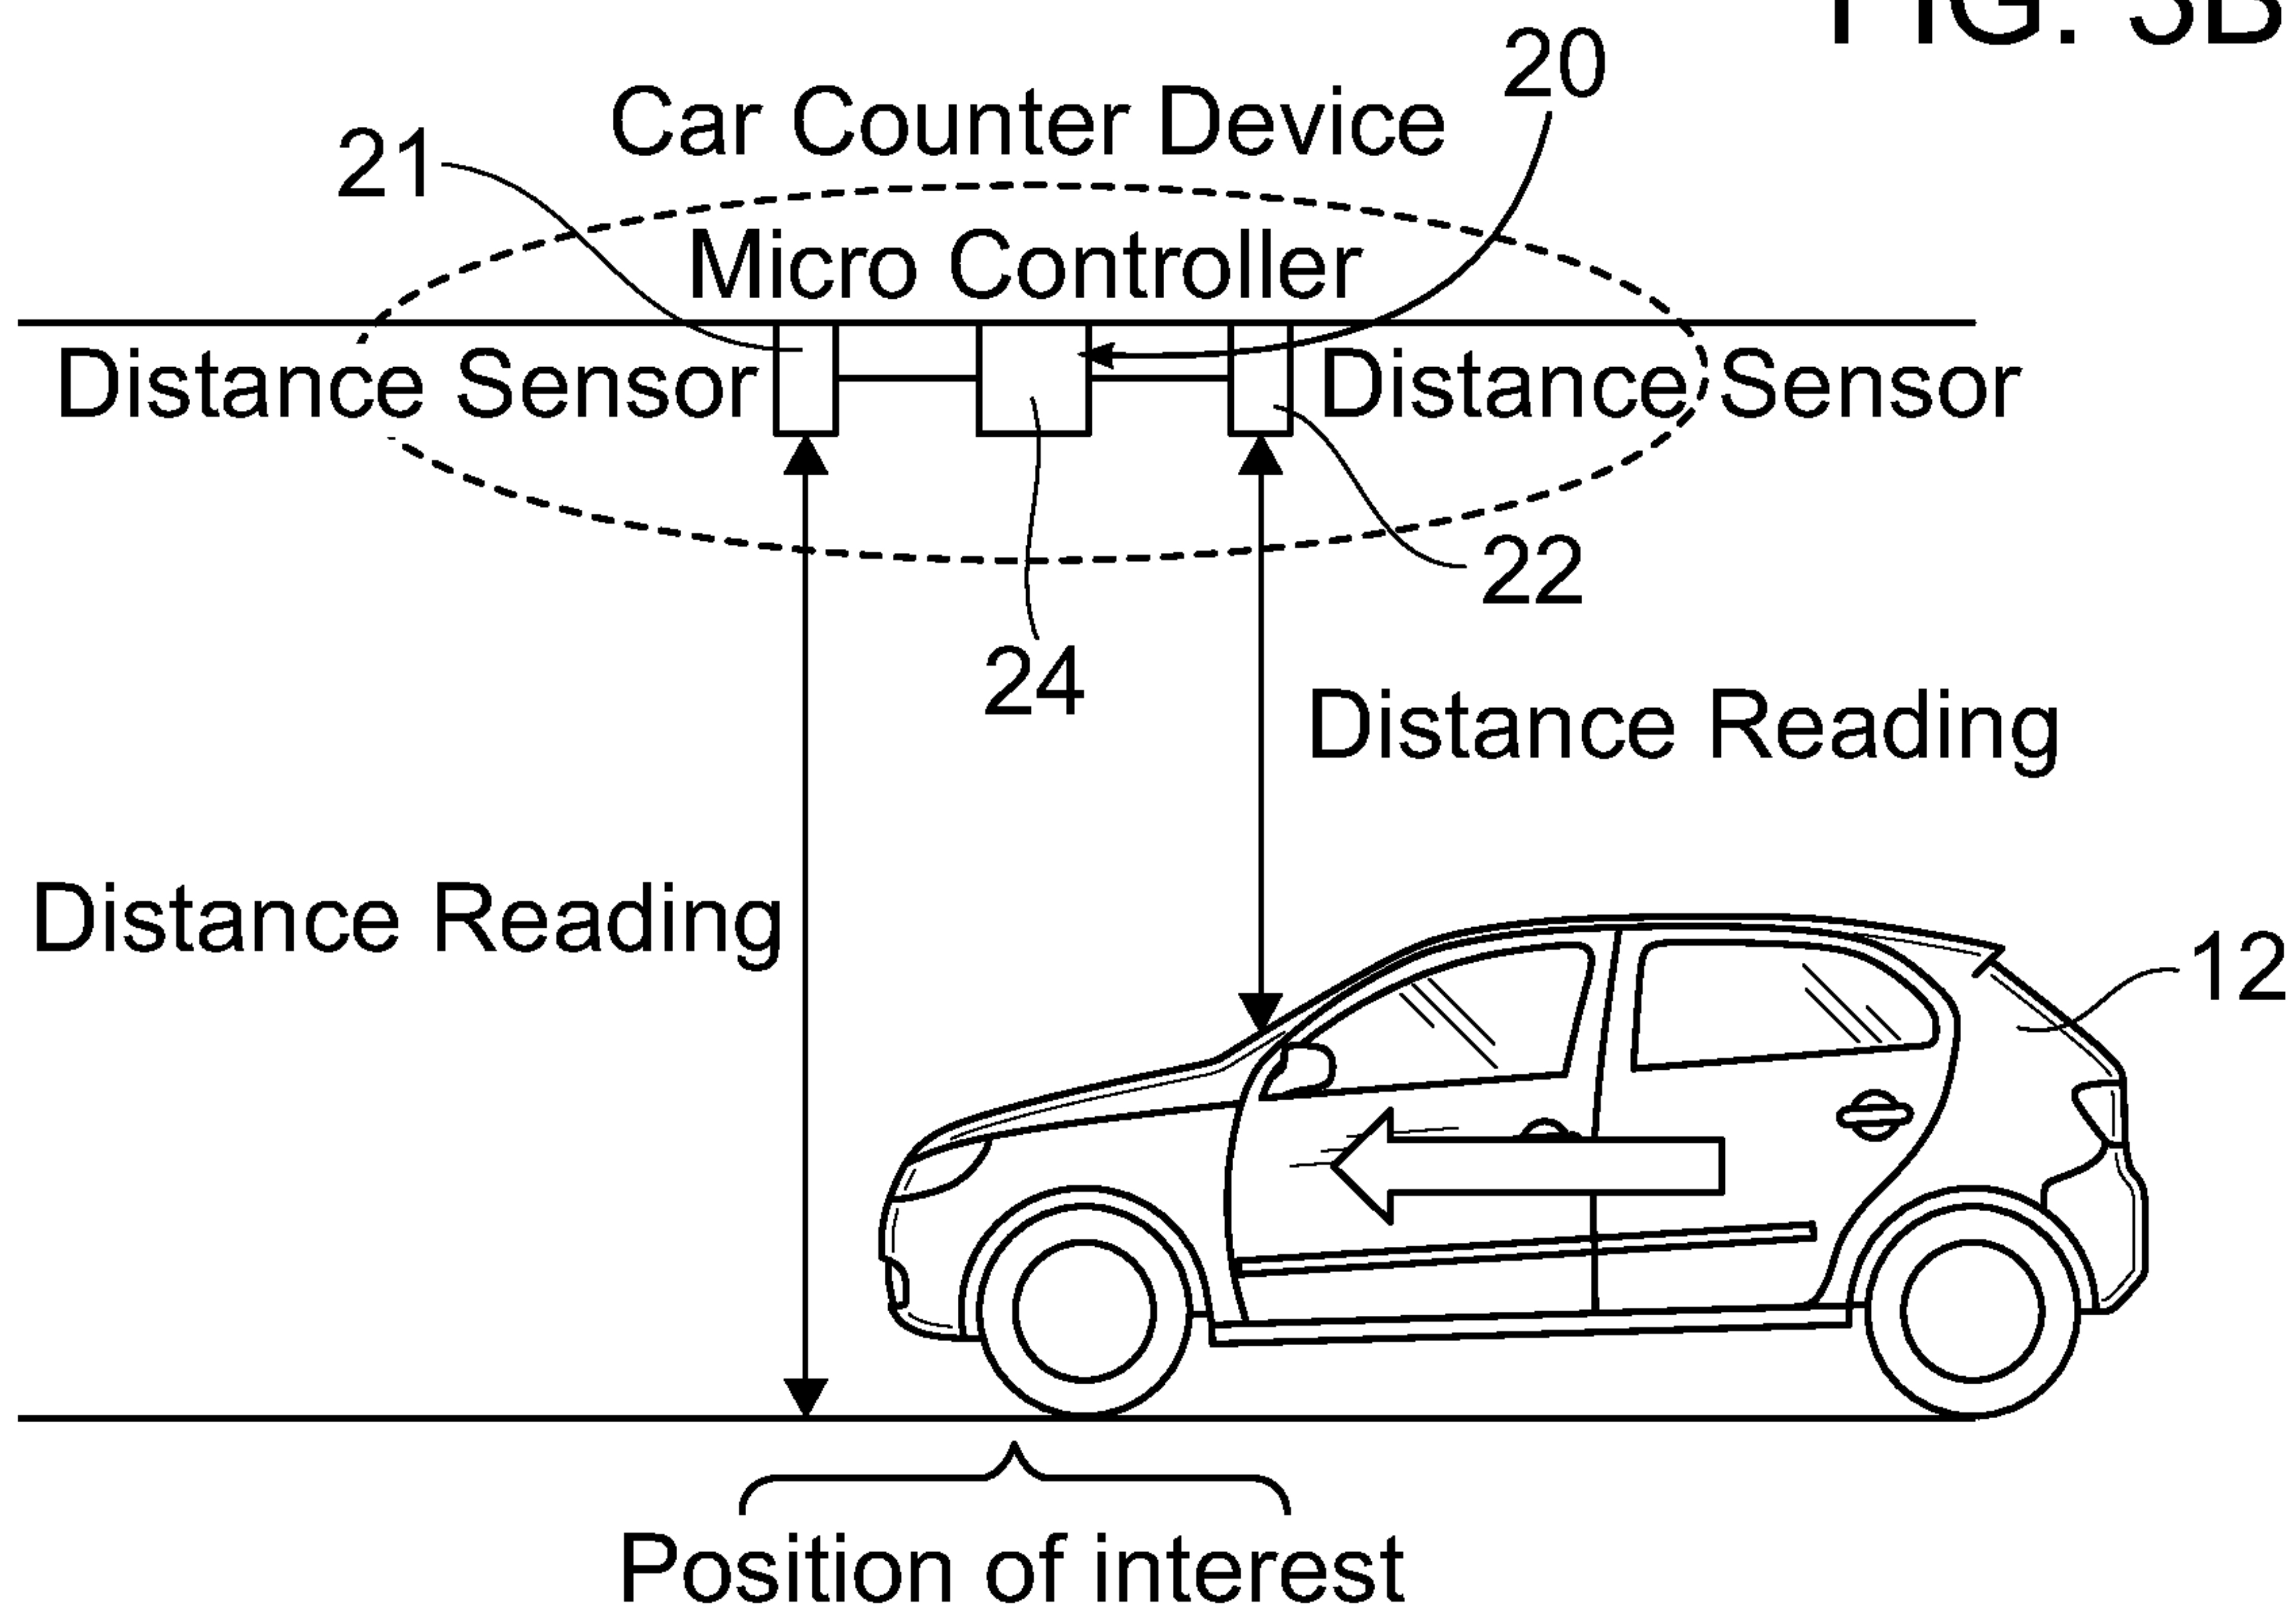 FIG. 3B
20
Car Counter Device
21
Micro Controller
Distance Sensor
Distance Sensor
22
24
Distance Reading
Distance Reading
12
Position of interest